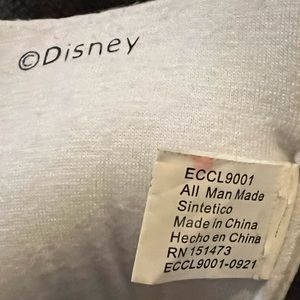 ©Disney
ECCL9001
All Man Made
Sintetico
Made in China
Hecho en China
RN 151473
ECCL9001-0921